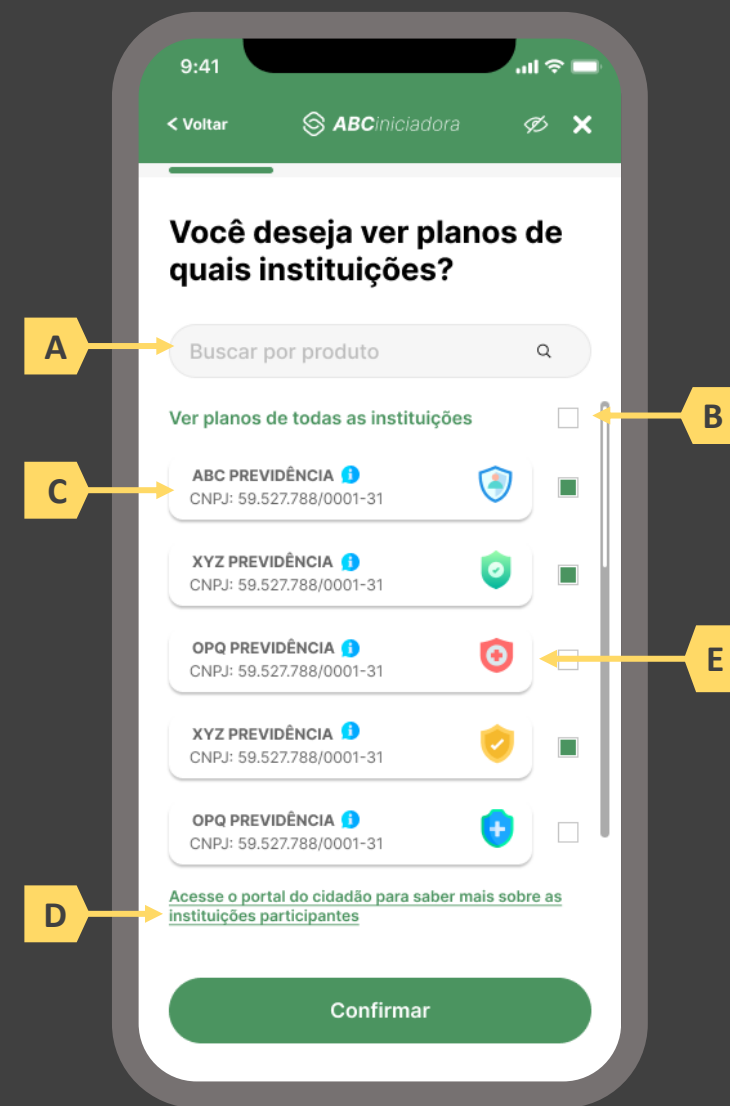 9:41
Voltar
ABCiniciadora
Você deseja ver planos de
quais instituições?
A
Buscar por produto
Ver planos de todas as instituições
B
C
ABC PREVIDÊNCIA i
CNPJ: 59.527.788/0001-31
XYZ PREVIDÊNCIA i
CNPJ: 59.527.788/0001-31
OPQ PREVIDÊNCIA i
CNPJ: 59.527.788/0001-31
E
XYZ PREVIDÊNCIA i
CNPJ: 59.527.788/0001-31
OPQ PREVIDÊNCIA i
CNPJ: 59.527.788/0001-31
D
Acesse o portal do cidadão para saber mais sobre as
instituições participantes
Confirmar